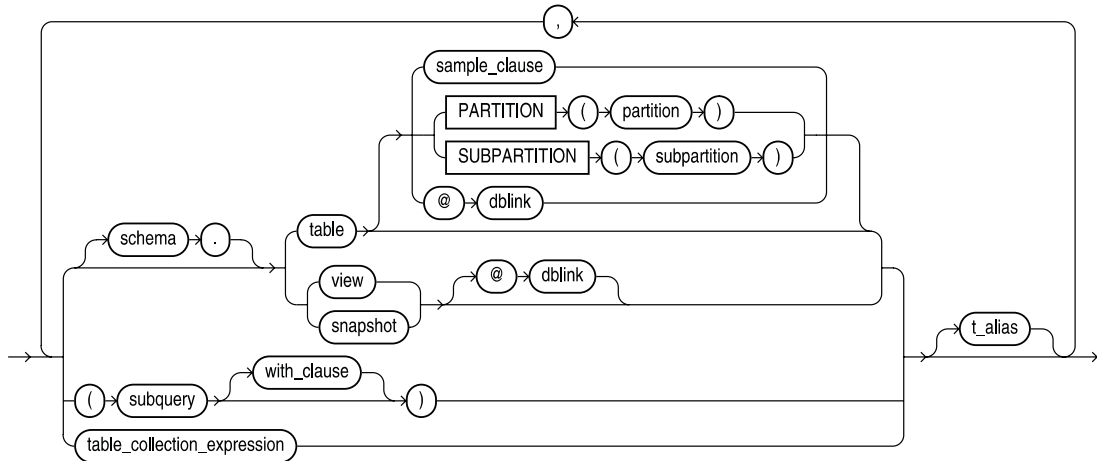 ,
sample_clause
PARTITION ( partition )
SUBPARTITION ( subpartition )
@ dblink
table
schema .
view @ dblink
snapshot
t_alias
with_clause
( subquery )
table_collection_expression